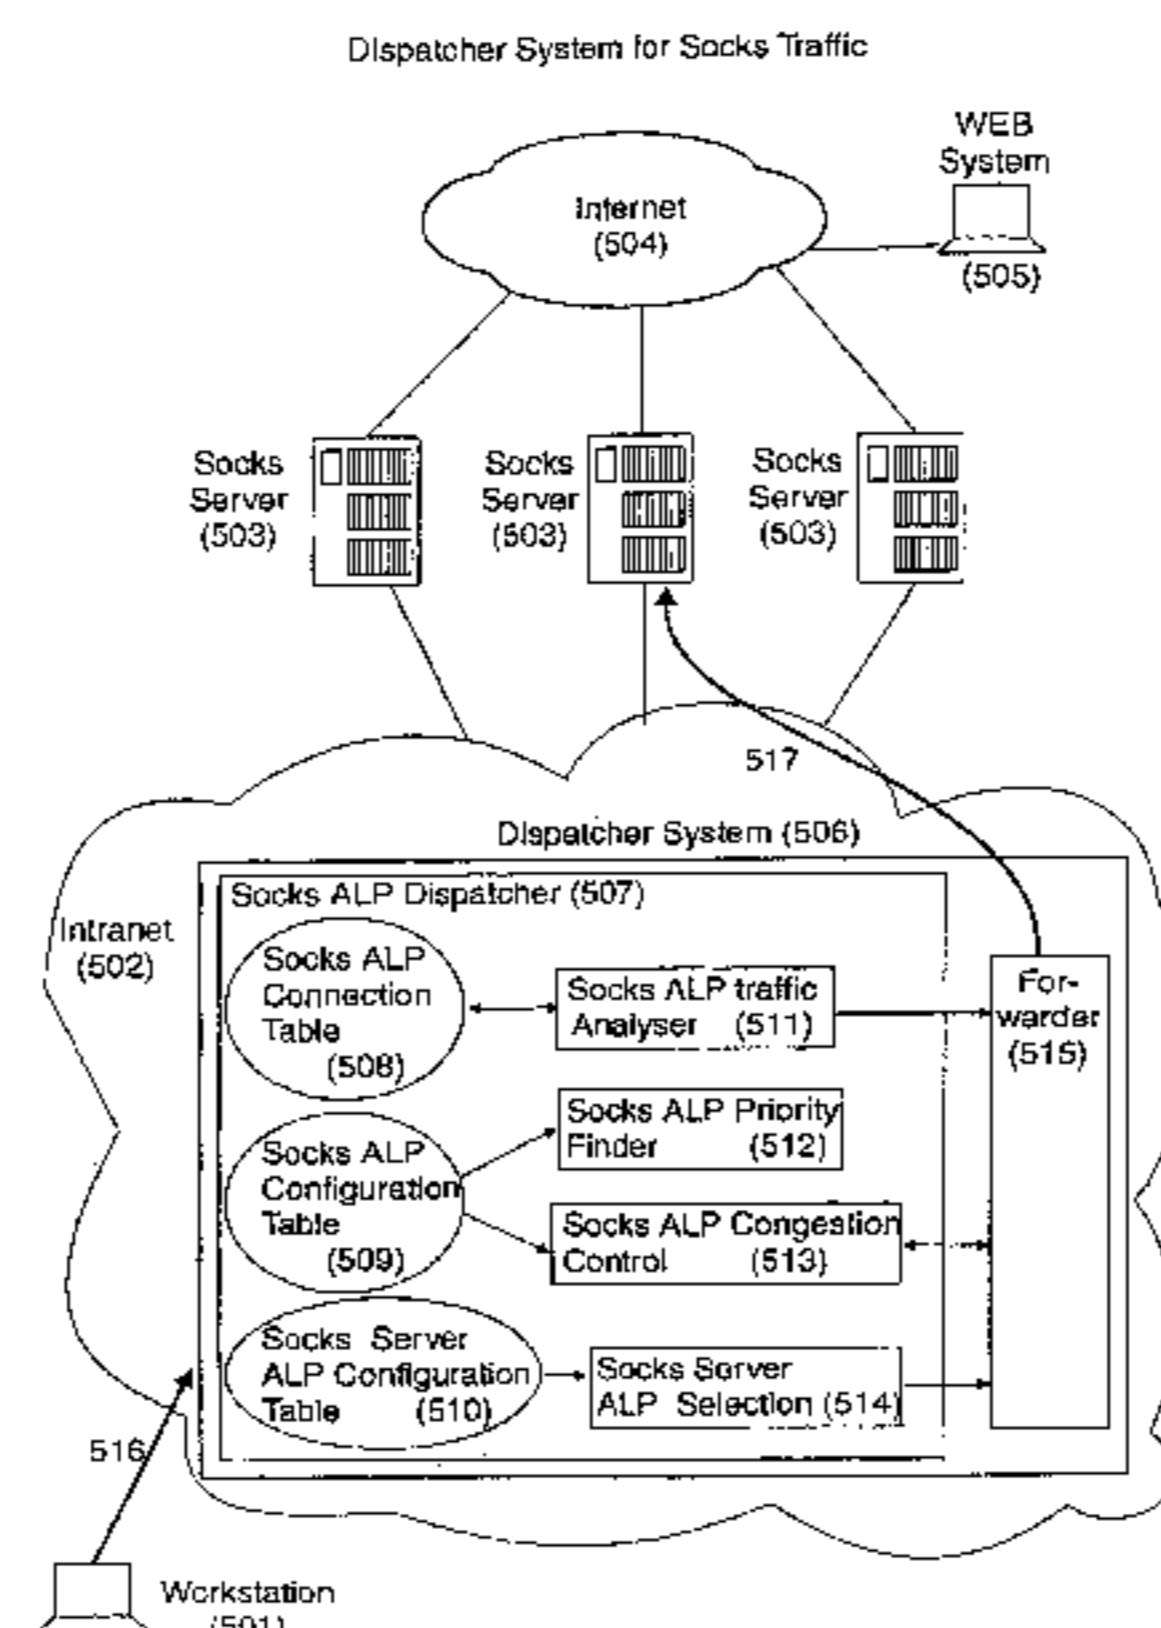 Dispatcher System for Socks Traffic
WEB
System
(505)
Internet
(504)
Socks
Server
(503)
Socks
Server
(503)
Socks
Server
(503)
517
Dispatcher System (506)
Socks ALP Dispatcher (507)
Intranet
(502)
Socks ALP
Connection
Table
(508)
Socks ALP traffic
Analyser (511)
For-
warder
(515)
Socks ALP Priority
Finder (512)
Socks ALP
Configuration
Table
(509)
Socks ALP Congestion
Control (513)
Socks Server
ALP Configuration
Table (510)
Socks Server
ALP Selection (514)
516
Workstation
(501)